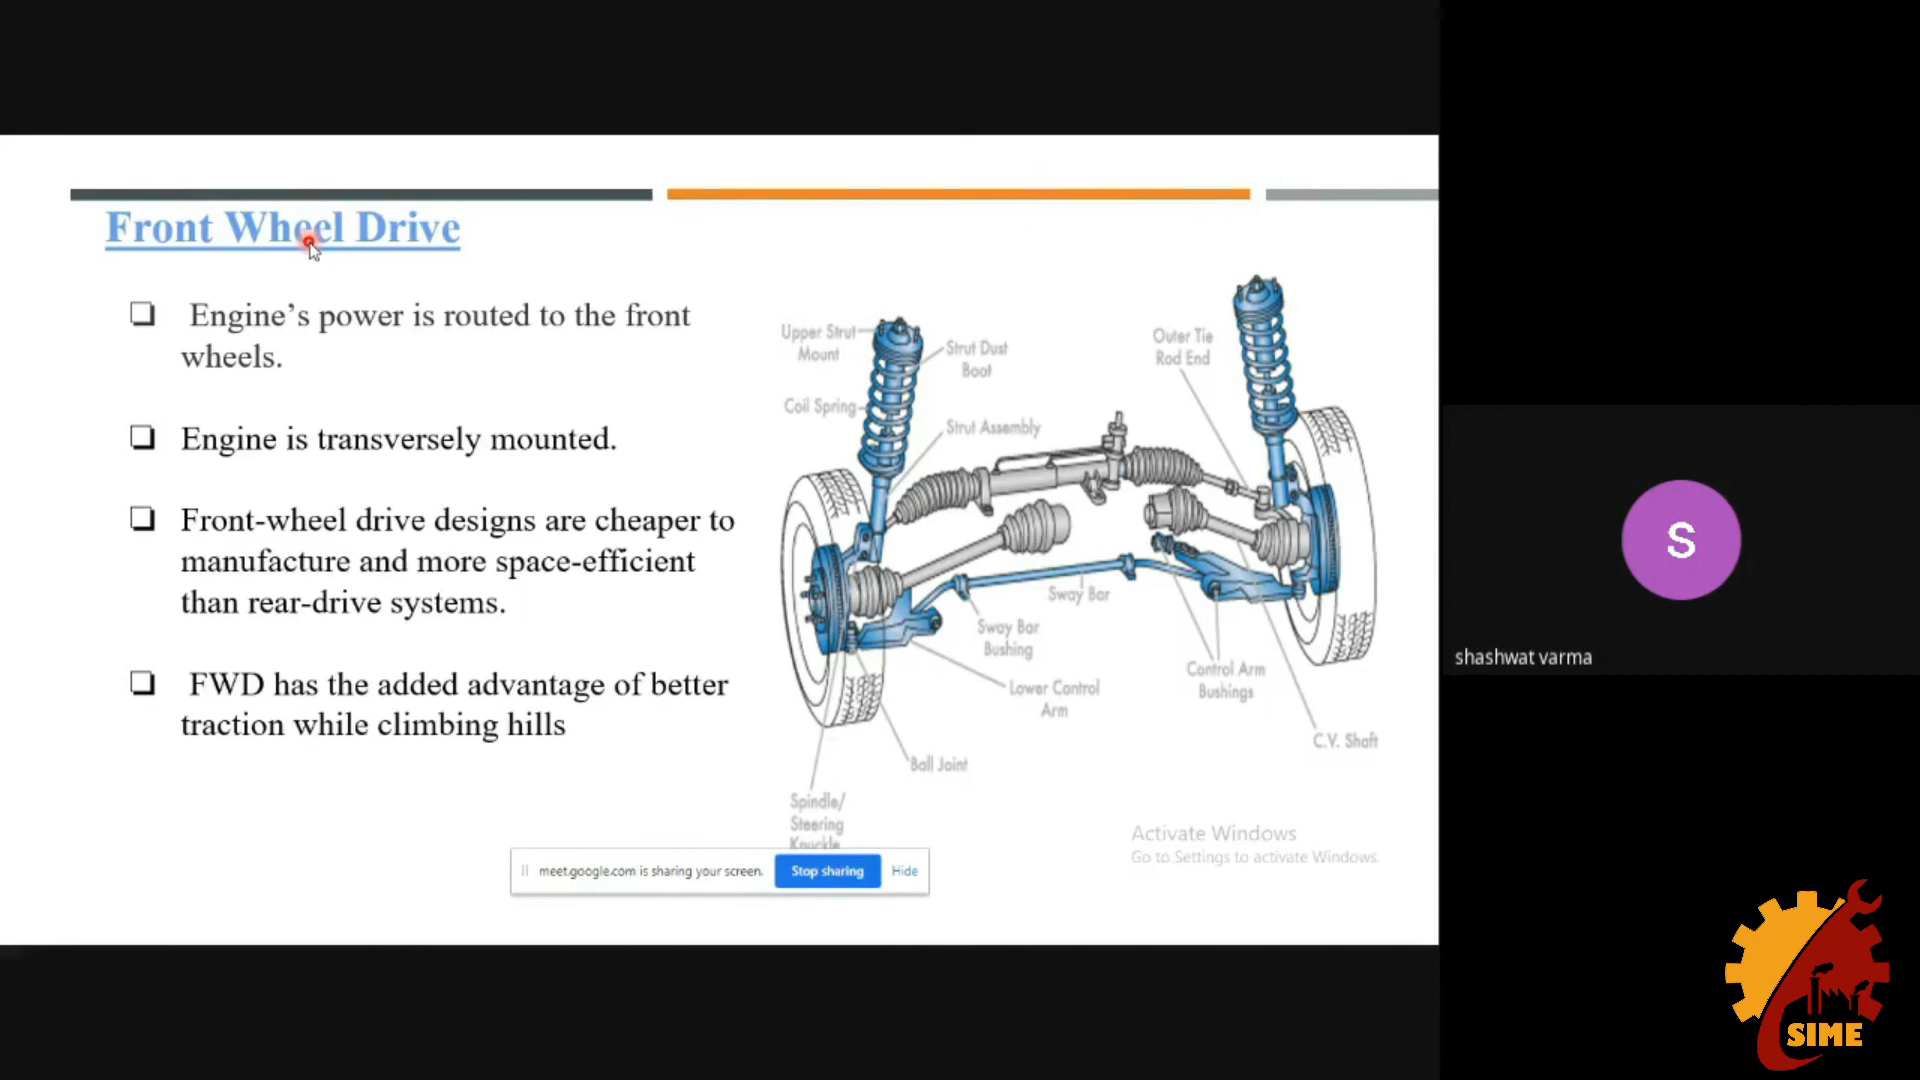 Front Wheel Drive
❑ Engine’s power is routed to the front
wheels.
❑ Engine is transversely mounted.
❑ Front-wheel drive designs are cheaper to
manufacture and more space-efficient
than rear-drive systems.
❑ FWD has the added advantage of better
traction while climbing hills
Upper Strut
Mount
Strut Dust
Boot
Coil Spring
Strut Assembly
Outer Tie
Rod End
Sway Bar
Sway Bar
Bushing
Lower Control
Arm
Control Arm
Bushings
C.V. Shaft
Ball Joint
Spindle/
Steering
Knuckle
meet.google.com is sharing your screen.
Stop sharing
Hide
Activate Windows
Go to Settings to activate Windows.
S
shashwat varma
SIME